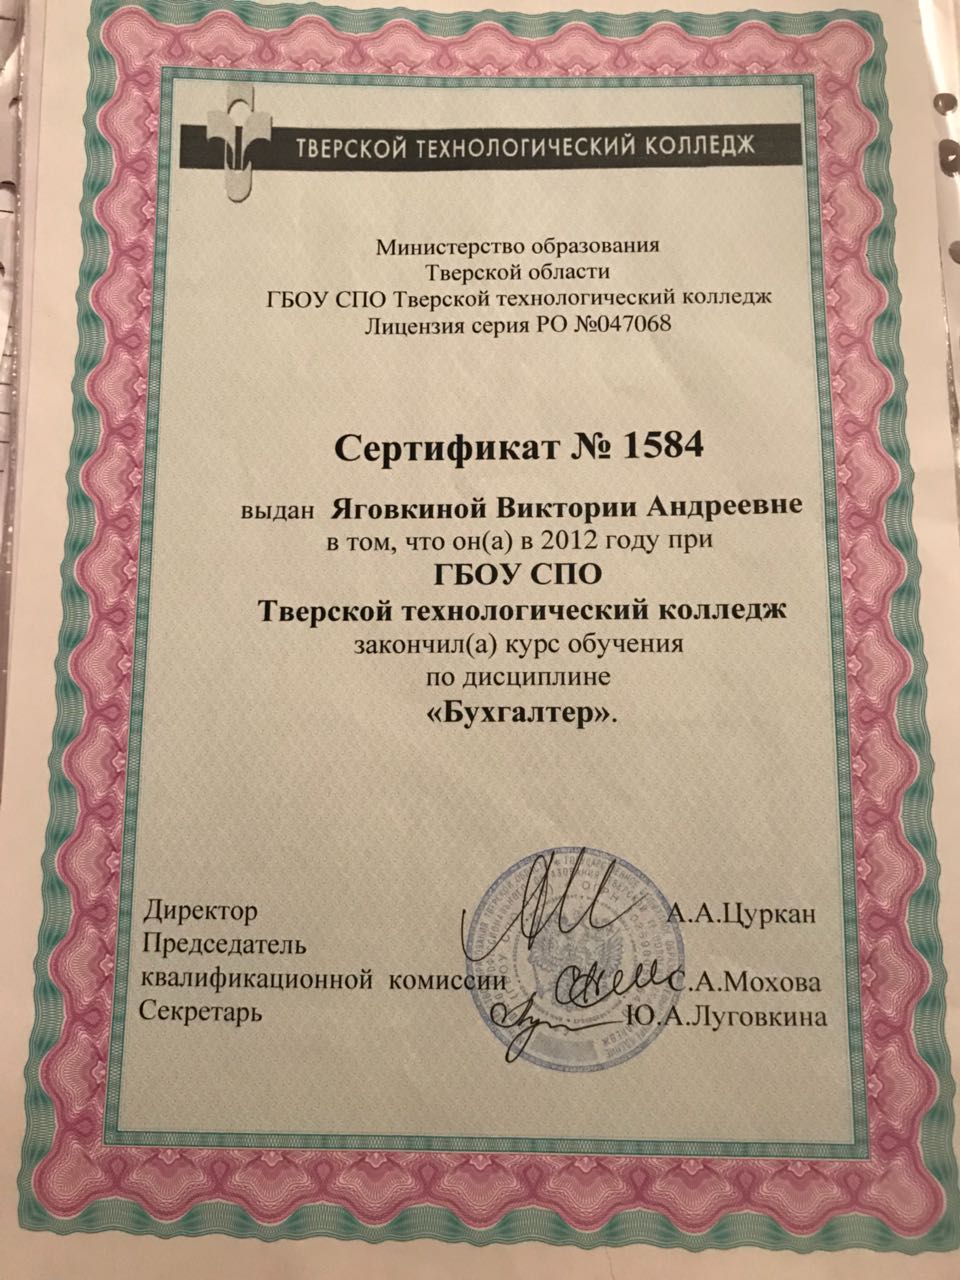 ТВЕРСКОЙ ТЕХНОЛОГИЧЕСКИЙ КОЛЛЕДЖ
Министерство образования
Тверской области
ГБОУ СПО Тверской технологический колледж
Лицензия серия РО №047068
Сертификат № 1584
выдан Яговкиной Виктории Андреевне
в том, что он(а) в 2012 году при
ГБОУ СПО
Тверской технологический колледж
закончил(а) курс обучения
по дисциплине
«Бухгалтер».
Директор А.А.Цуркан
Председатель
квалификационной комиссии С.А.Мохова
Секретарь Ю.А.Луговкина